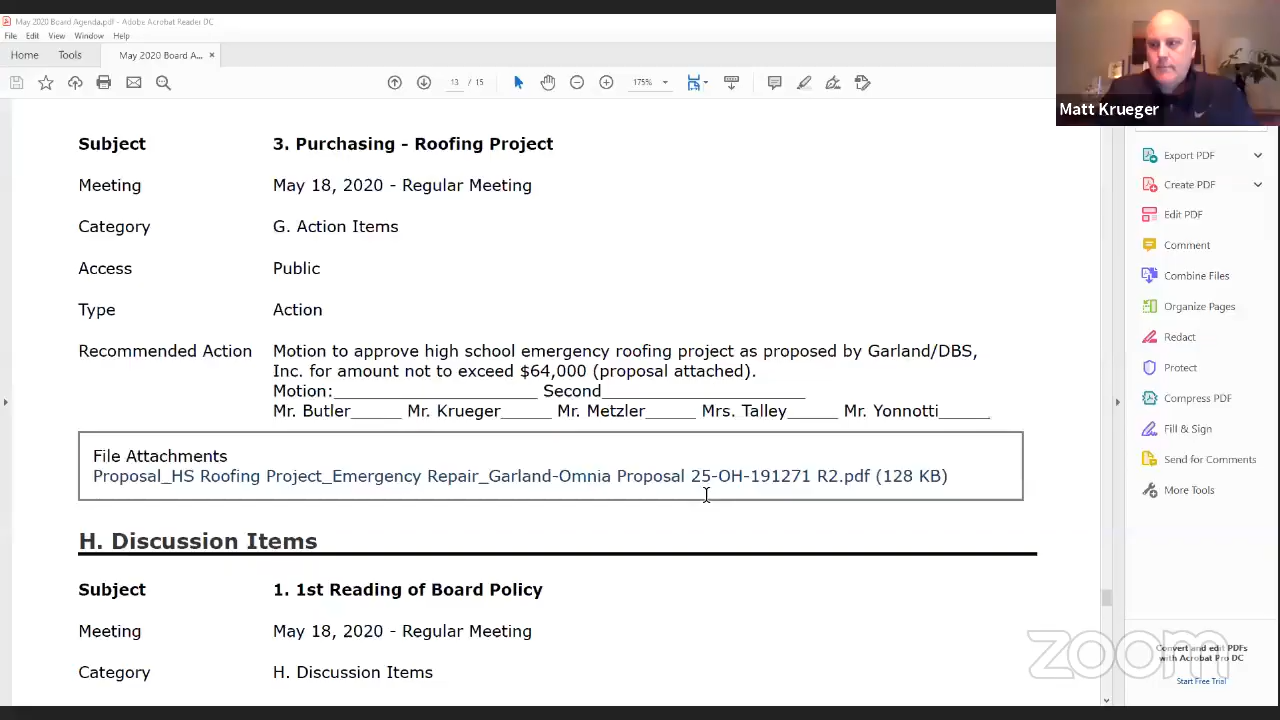 May 2020 Board Agenda.pdf - Adobe Acrobat Reader DC
File Edit View Window Help
Home Tools May 2020 Board A... ×
13 / 15 175%
Matt Krueger
Subject 3. Purchasing - Roofing Project
Meeting May 18, 2020 - Regular Meeting
Category G. Action Items
Access Public
Type Action
Recommended Action Motion to approve high school emergency roofing project as proposed by Garland/DBS,
Inc. for amount not to exceed $64,000 (proposal attached).
Motion:______________________ Second______________________
Mr. Butler_____ Mr. Krueger_____ Mr. Metzler_____ Mrs. Talley_____ Mr. Yonnotti_____
File Attachments
Proposal_HS Roofing Project_Emergency Repair_Garland-Omnia Proposal 25-OH-191271 R2.pdf (128 KB)
H. Discussion Items
Subject 1. 1st Reading of Board Policy
Meeting May 18, 2020 - Regular Meeting
Category H. Discussion Items
Export PDF
Create PDF
Edit PDF
Comment
Combine Files
Organize Pages
Redact
Protect
Compress PDF
Fill & Sign
Send for Comments
More Tools
Convert and edit PDFs
with Acrobat Pro DC
Start Free Trial
zoom